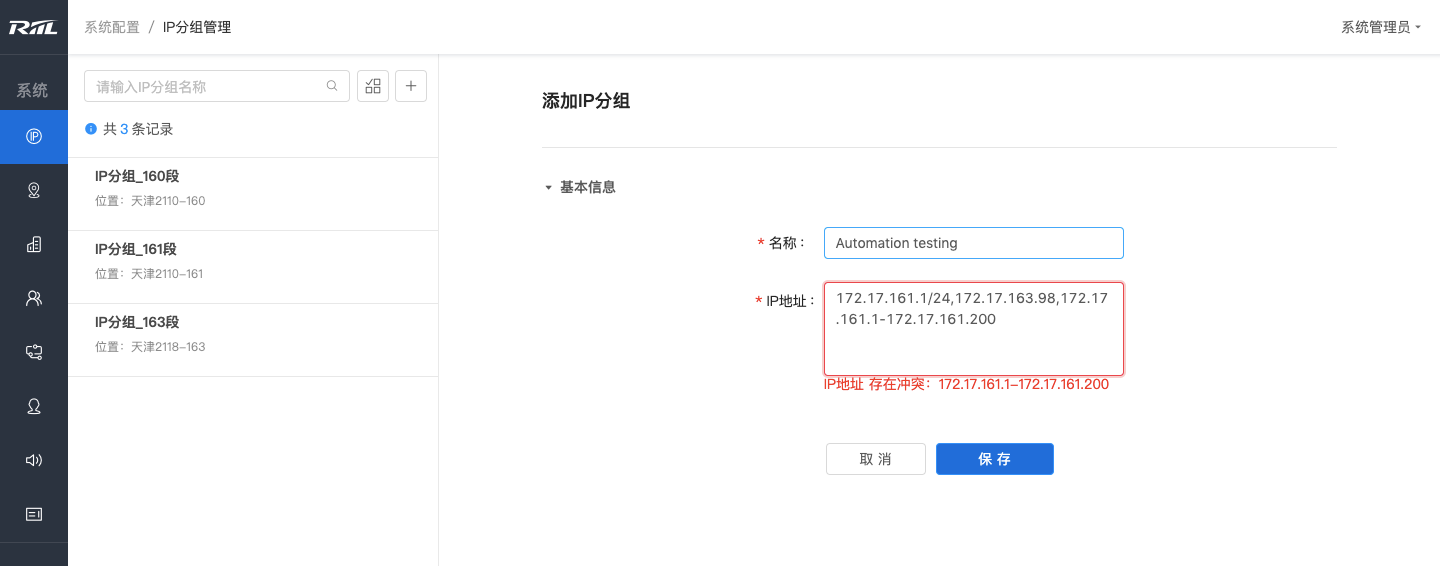 RIIL
系统配置 / IP分组管理
系统管理员
系统
请输入IP分组名称
共 3 条记录
IP分组_160段
位置：天津2110-160
IP分组_161段
位置：天津2110-161
IP分组_163段
位置：天津2118-163
添加IP分组
基本信息
* 名称：
Automation testing
* IP地址：
172.17.161.1/24,172.17.163.98,172.17
.161.1-172.17.161.200
IP地址 存在冲突：172.17.161.1-172.17.161.200
取 消
保 存